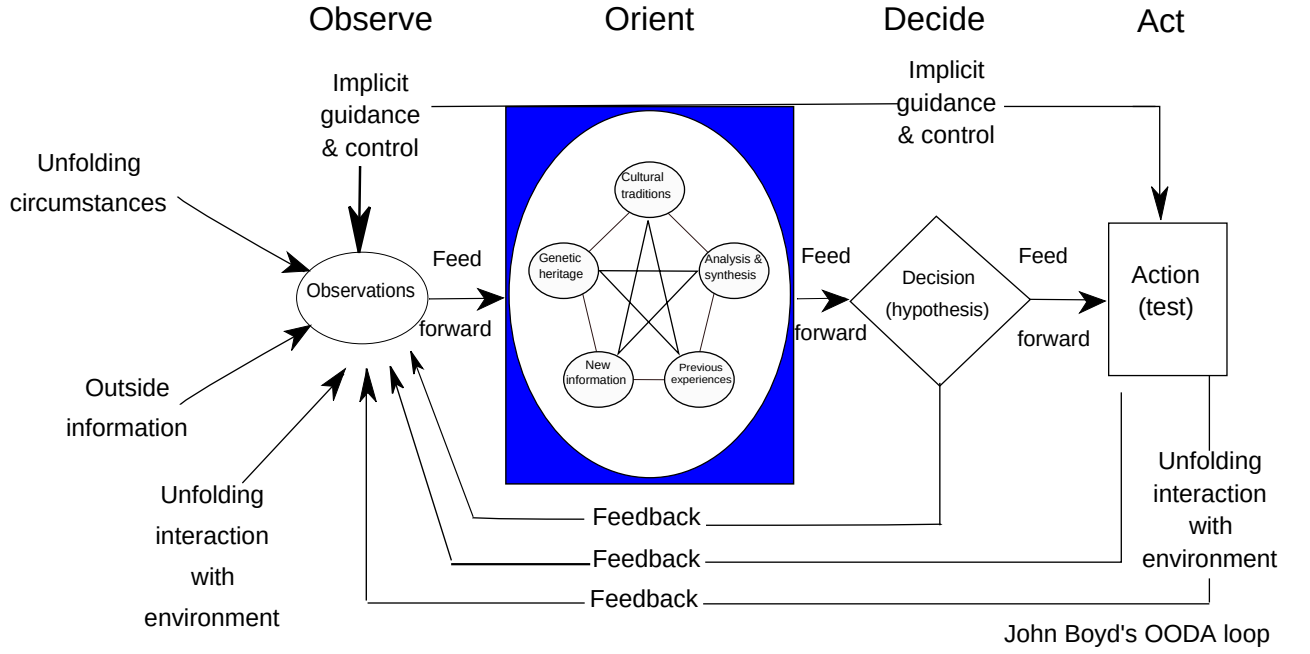 Observe
Orient
Decide
Act
Implicit
guidance
& control
Implicit
guidance
& control
Unfolding
circumstances
Cultural
traditions
Genetic
heritage
Analysis &
synthesis
New
information
Previous
experiences
Observations
Feed
forward
Feed
forward
Decision
(hypothesis)
Feed
forward
Action
(test)
Outside
information
Unfolding
interaction
with
environment
Feedback
Feedback
Feedback
Unfolding
interaction
with
environment
John Boyd's OODA loop